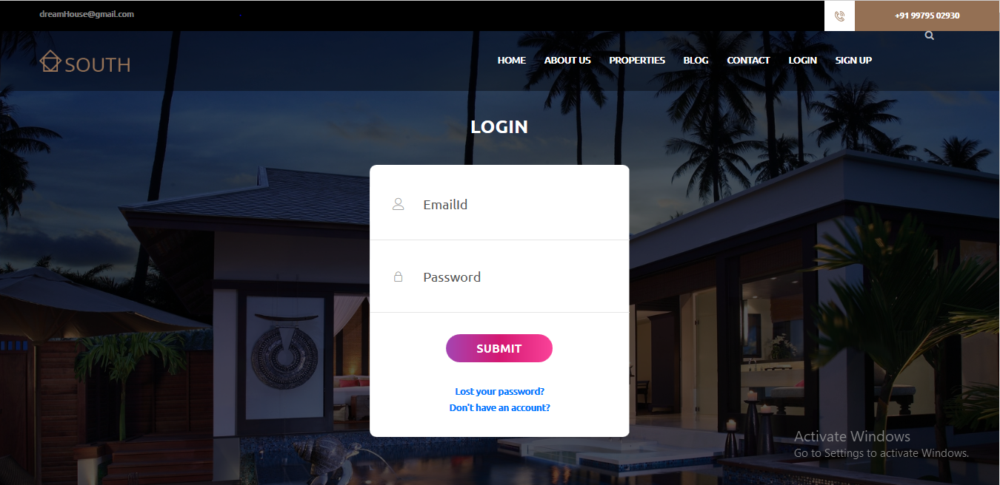 dreamHouse@gmail.com
+91 99795 02930
SOUTH
HOME ABOUT US PROPERTIES BLOG CONTACT LOGIN SIGN UP
LOGIN
EmailId
Password
SUBMIT
Lost your password?
Don't have an account?
Activate Windows
Go to Settings to activate Windows.